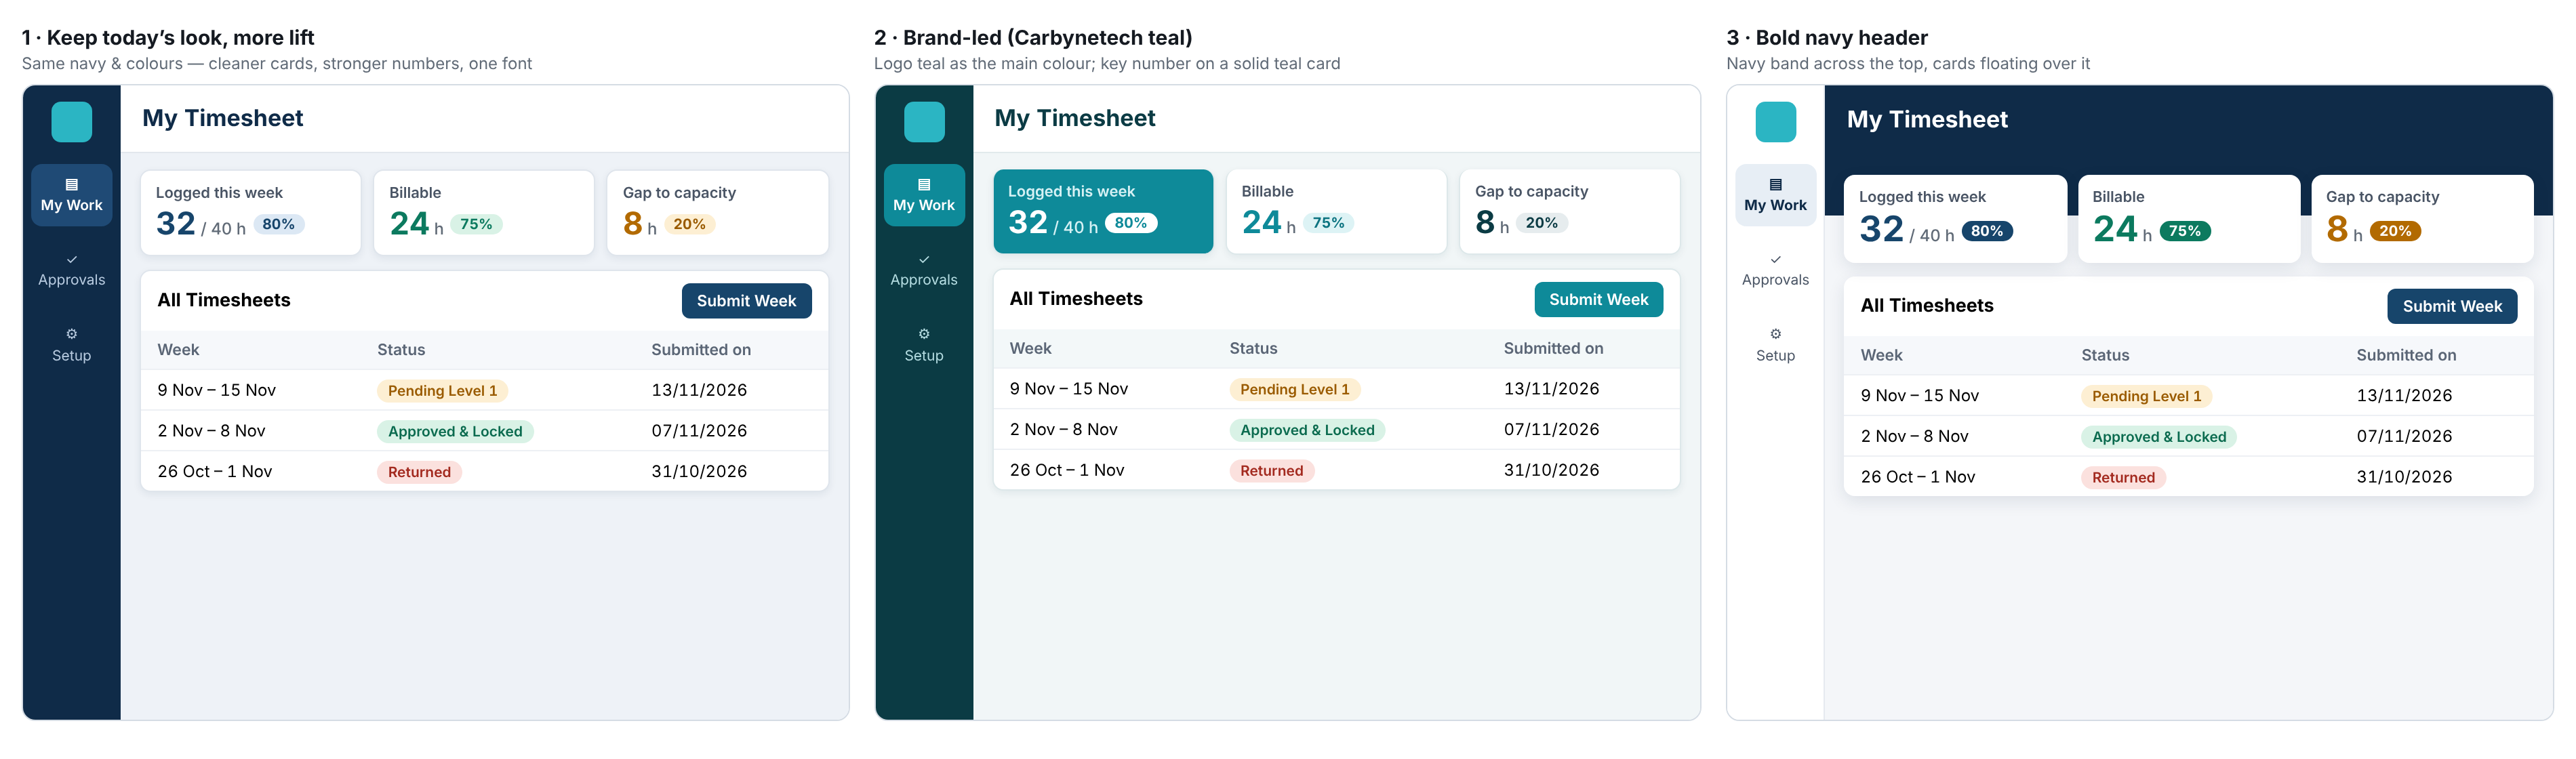 1 · Keep today’s look, more lift
Same navy & colours — cleaner cards, stronger numbers, one font
My Timesheet
My Work
Approvals
Setup
Logged this week
32 / 40 h 80%
Billable
24 h 75%
Gap to capacity
8 h 20%
All Timesheets
Submit Week
Week Status Submitted on
9 Nov – 15 Nov Pending Level 1 13/11/2026
2 Nov – 8 Nov Approved & Locked 07/11/2026
26 Oct – 1 Nov Returned 31/10/2026
2 · Brand-led (Carbynetech teal)
Logo teal as the main colour; key number on a solid teal card
My Timesheet
My Work
Approvals
Setup
Logged this week
32 / 40 h 80%
Billable
24 h 75%
Gap to capacity
8 h 20%
All Timesheets
Submit Week
Week Status Submitted on
9 Nov – 15 Nov Pending Level 1 13/11/2026
2 Nov – 8 Nov Approved & Locked 07/11/2026
26 Oct – 1 Nov Returned 31/10/2026
3 · Bold navy header
Navy band across the top, cards floating over it
My Timesheet
My Work
Approvals
Setup
Logged this week
32 / 40 h 80%
Billable
24 h 75%
Gap to capacity
8 h 20%
All Timesheets
Submit Week
Week Status Submitted on
9 Nov – 15 Nov Pending Level 1 13/11/2026
2 Nov – 8 Nov Approved & Locked 07/11/2026
26 Oct – 1 Nov Returned 31/10/2026